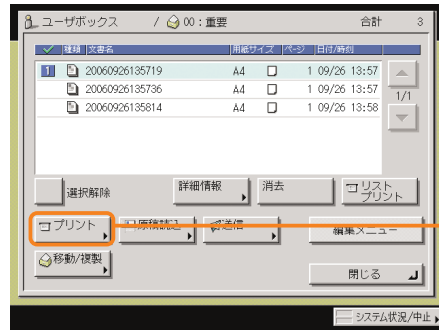 ユーザボックス / 00：重要 合計 3
種類 文書名 用紙サイズ ページ 日付/時刻
1 20060926135719 A4 1 09/26 13:57
20060926135736 A4 1 09/26 13:57
20060926135814 A4 1 09/26 13:58
1/1
選択解除 詳細情報 消去 リスト
プリント
プリント 原稿読込 送信 編集メニュー
移動/複製 閉じる
システム状況/中止